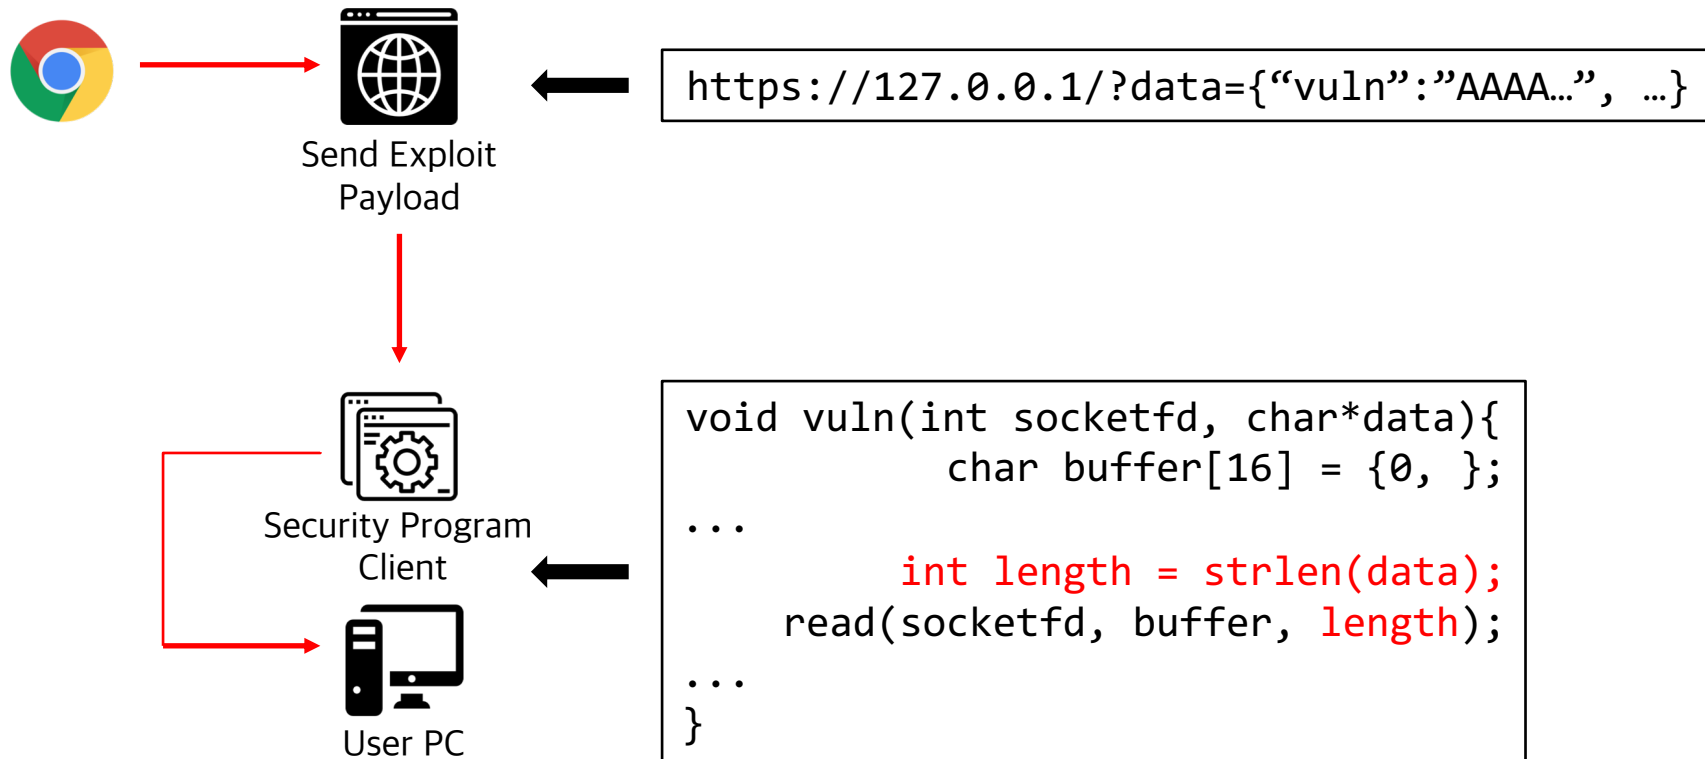 https://127.0.0.1/?data={“vuln”:”AAAA…”, …}
Send Exploit
Payload
void vuln(int socketfd, char*data){
char buffer[16] = {0, };
...
int length = strlen(data);
read(socketfd, buffer, length);
...
}
Security Program
Client
User PC